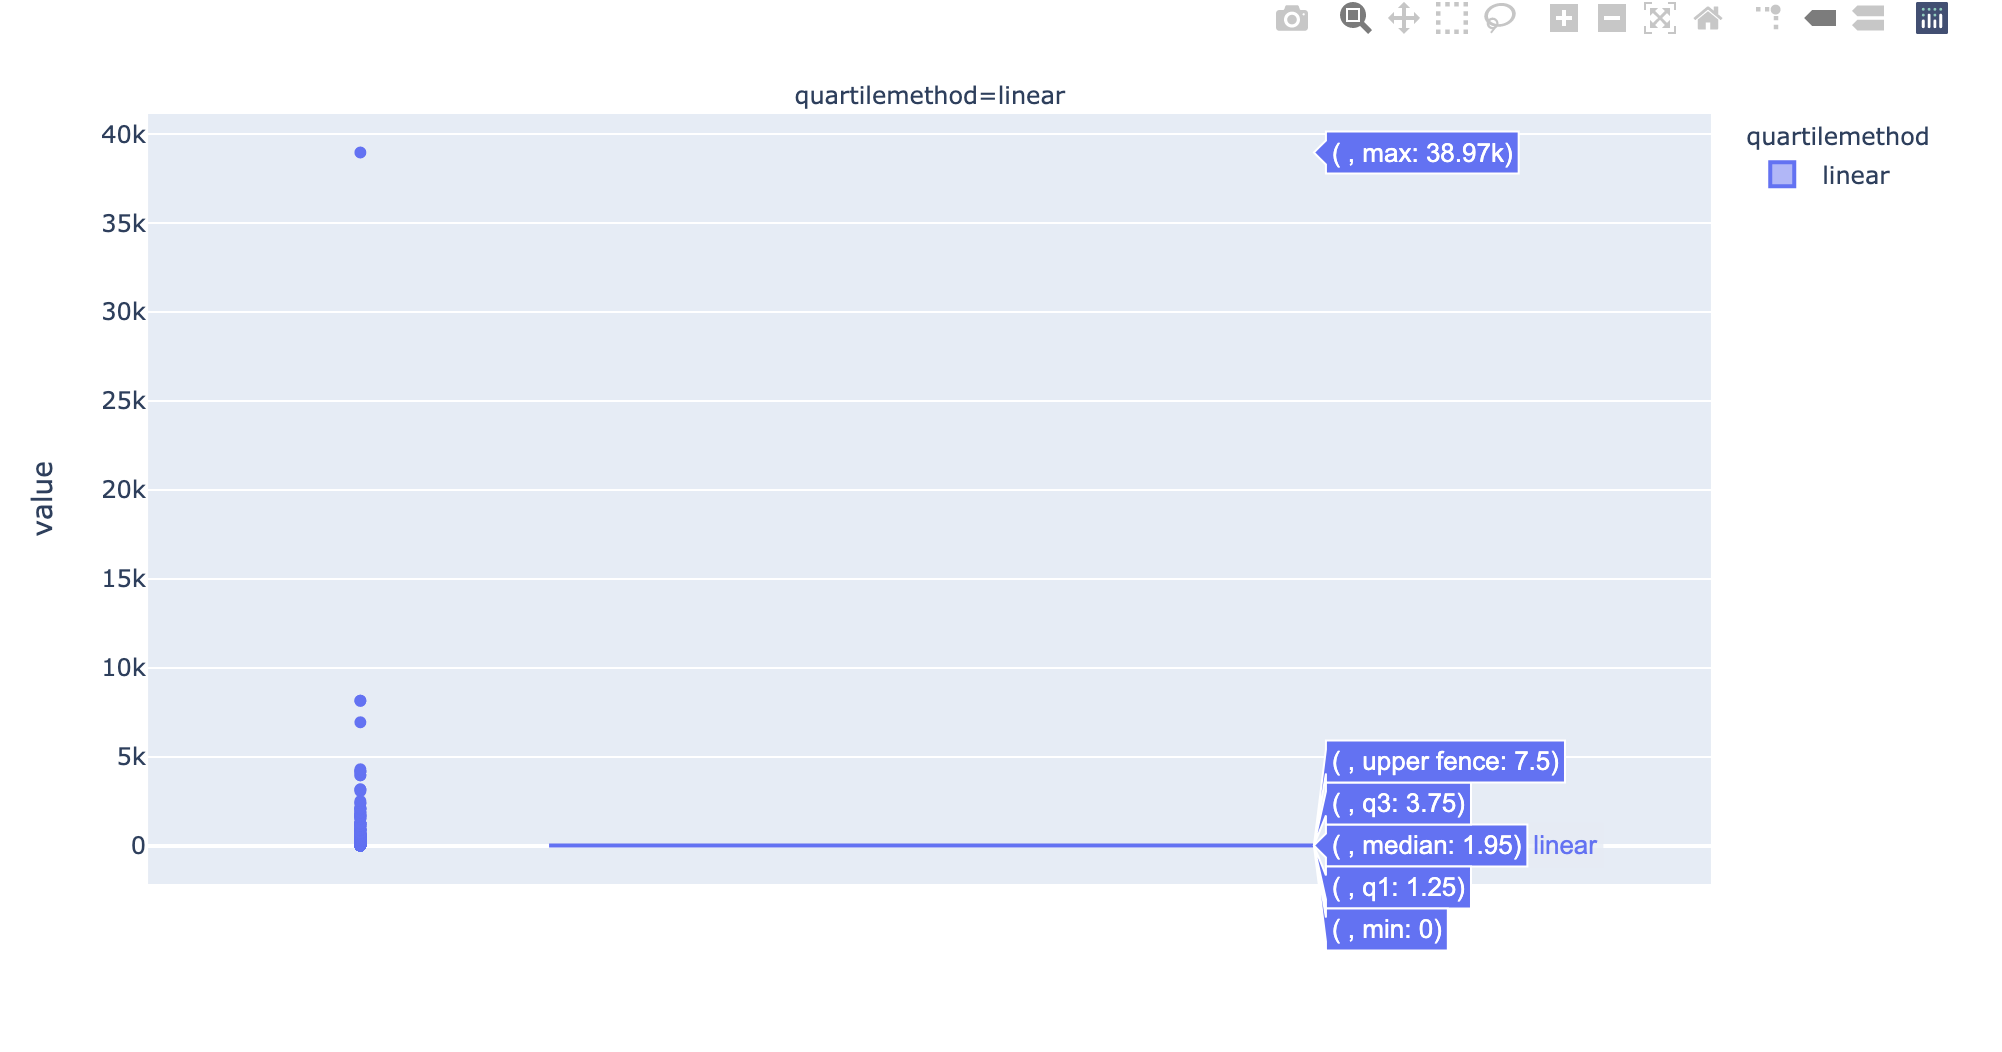 quartilemethod=linear
40k
35k
30k
25k
20k
15k
10k
5k
0
value
( , max: 38.97k)
( , upper fence: 7.5)
( , q3: 3.75)
( , median: 1.95) linear
( , q1: 1.25)
( , min: 0)
quartilemethod
linear